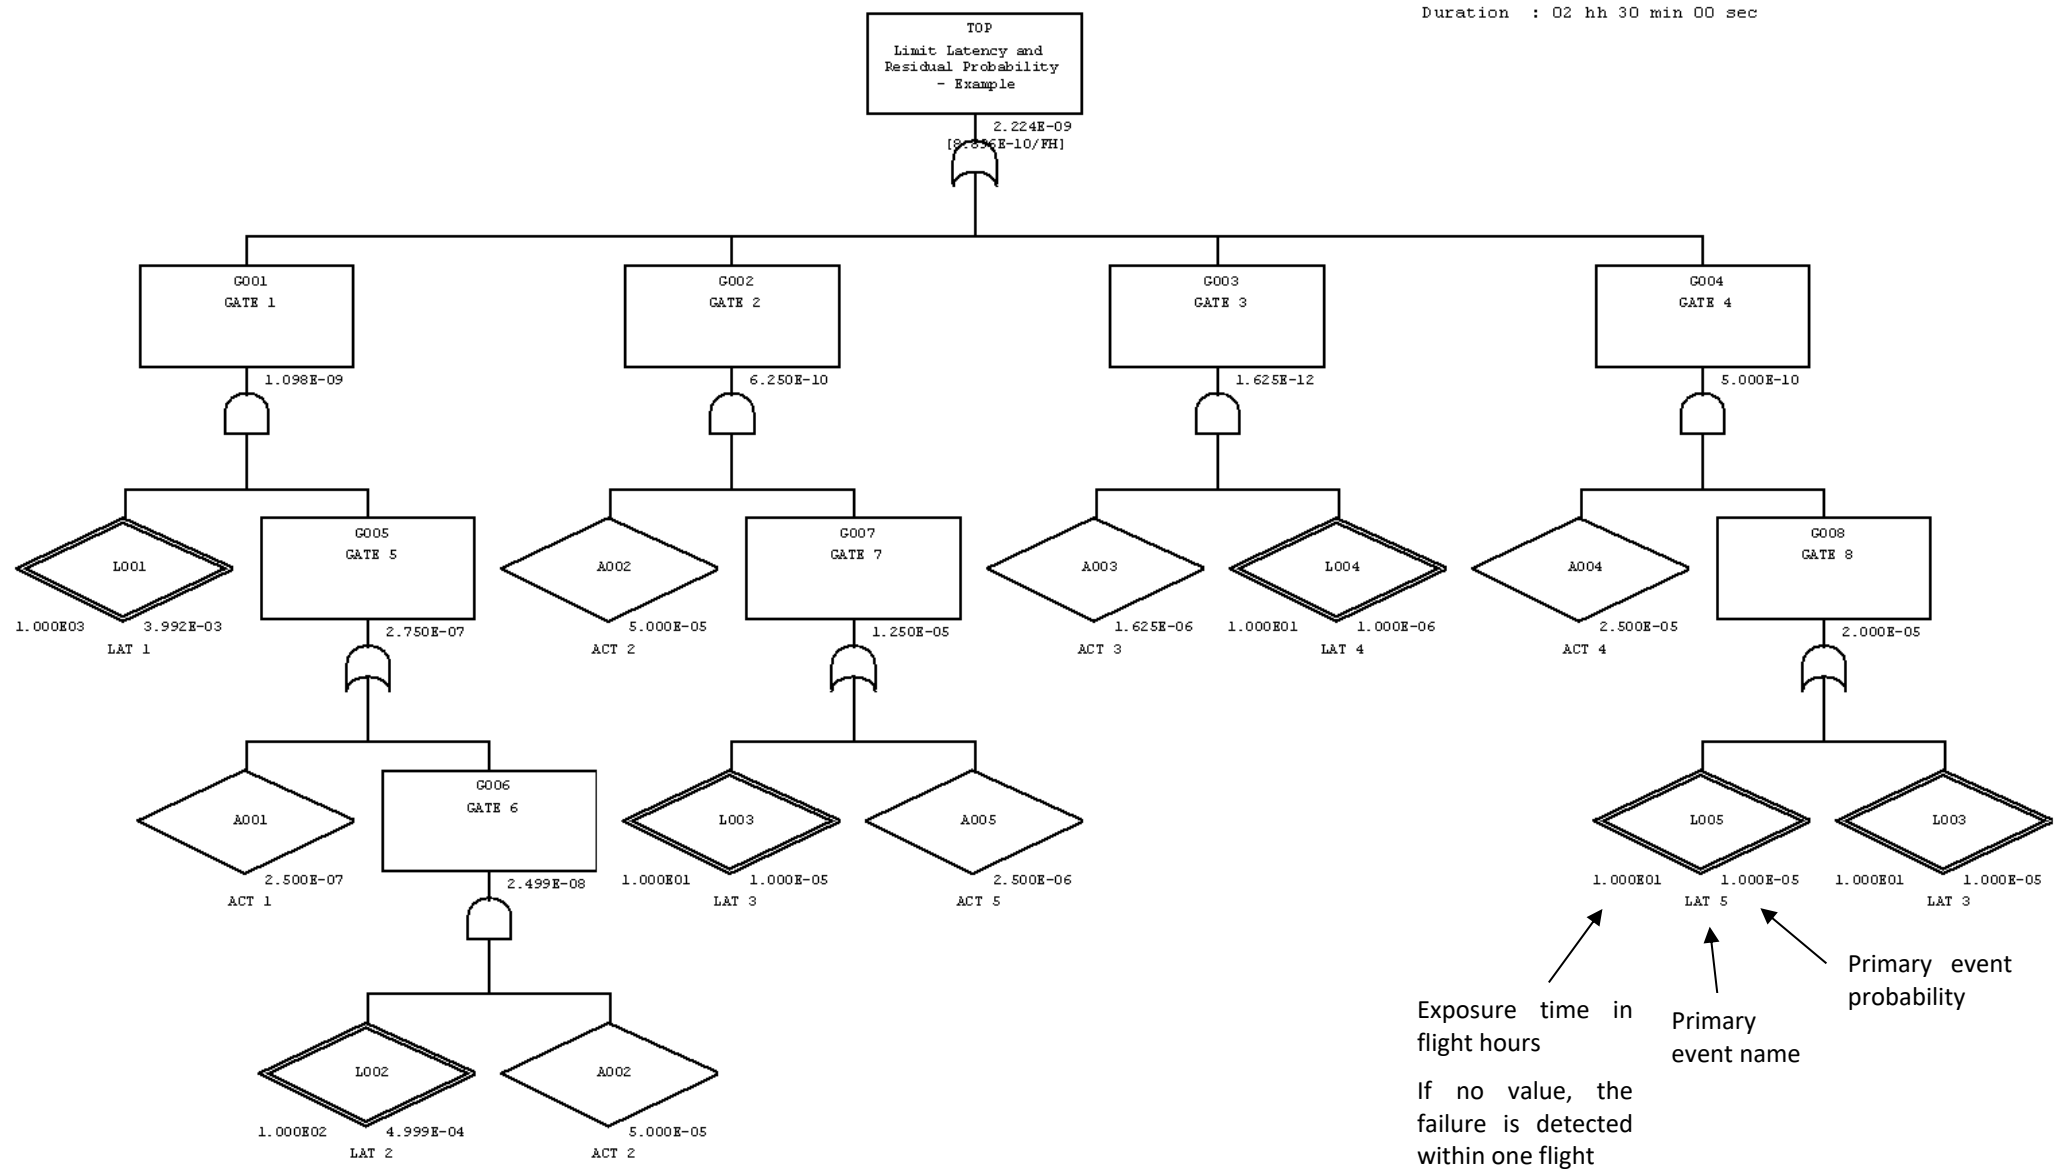 Duration : 02 hh 30 min 00 sec
TOP
Limit Latency and
Residual Probability
- Example
2.224E-09
[8.896E-10/FH]
G001
GATE 1
1.098E-09
G002
GATE 2
6.250E-10
G003
GATE 3
1.625E-12
G004
GATE 4
5.000E-10
L001
1.000E03
3.992E-03
LAT 1
G005
GATE 5
2.750E-07
A002
5.000E-05
ACT 2
G007
GATE 7
1.250E-05
A003
1.625E-06
ACT 3
L004
1.000E01
1.000E-06
LAT 4
A004
2.500E-05
ACT 4
G008
GATE 8
2.000E-05
A001
2.500E-07
ACT 1
G006
GATE 6
2.499E-08
L003
1.000E01
1.000E-05
LAT 3
A005
2.500E-06
ACT 5
L005
1.000E01
1.000E-05
LAT 5
L003
1.000E01
1.000E-05
LAT 3
L002
1.000E02
4.999E-04
LAT 2
A002
5.000E-05
ACT 2
Exposure time in
flight hours
If no value, the
failure is detected
within one flight
Primary
event name
Primary event
probability